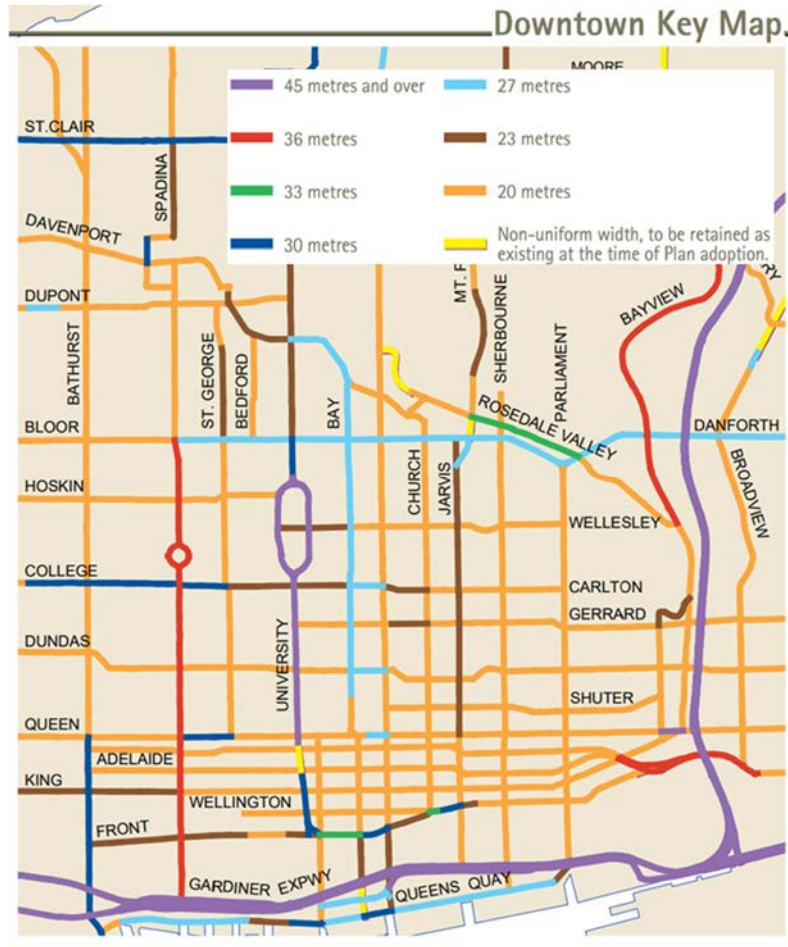 Downtown Key Map.
MOORE
45 metres and over
27 metres
36 metres
23 metres
33 metres
20 metres
30 metres
Non-uniform width, to be retained as
existing at the time of Plan adoption.
ST.CLAIR
SPADINA
DAVENPORT
DUPONT
BATHURST
ST. GEORGE
BEDFORD
BAY
MT.
SHERBOURNE
PARLIAMENT
BAYVIEW
ROSEDALE VALLEY
BLOOR
DANFORTH
BROADVIEW
CHURCH
JARVIS
HOSKIN
WELLESLEY
COLLEGE
CARLTON
GERRARD
DUNDAS
UNIVERSITY
SHUTER
QUEEN
ADELAIDE
KING
WELLINGTON
FRONT
GARDINER EXPWY
QUEENS QUAY